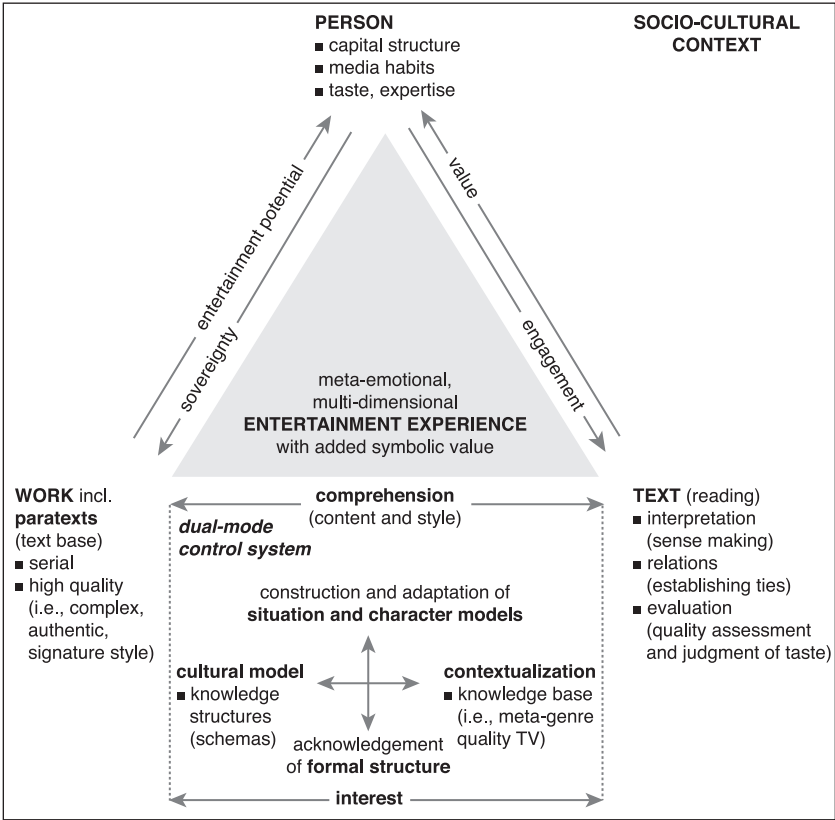 PERSON
▪ capital structure
▪ media habits
▪ taste, expertise
SOCIO-CULTURAL
CONTEXT
entertainment potential
sovereignty
value
engagement
meta-emotional,
multi-dimensional
ENTERTAINMENT EXPERIENCE
with added symbolic value
WORK incl.
paratexts
(text base)
▪ serial
▪ high quality
(i.e., complex,
authentic,
signature style)
comprehension
(content and style)
dual-mode
control system
TEXT (reading)
▪ interpretation
(sense making)
▪ relations
(establishing ties)
▪ evaluation
(quality assessment
and judgment of taste)
construction and adaptation of
situation and character models
cultural model
▪ knowledge
structures
(schemas)
contextualization
▪ knowledge base
(i.e., meta-genre
quality TV)
acknowledgement
of formal structure
interest